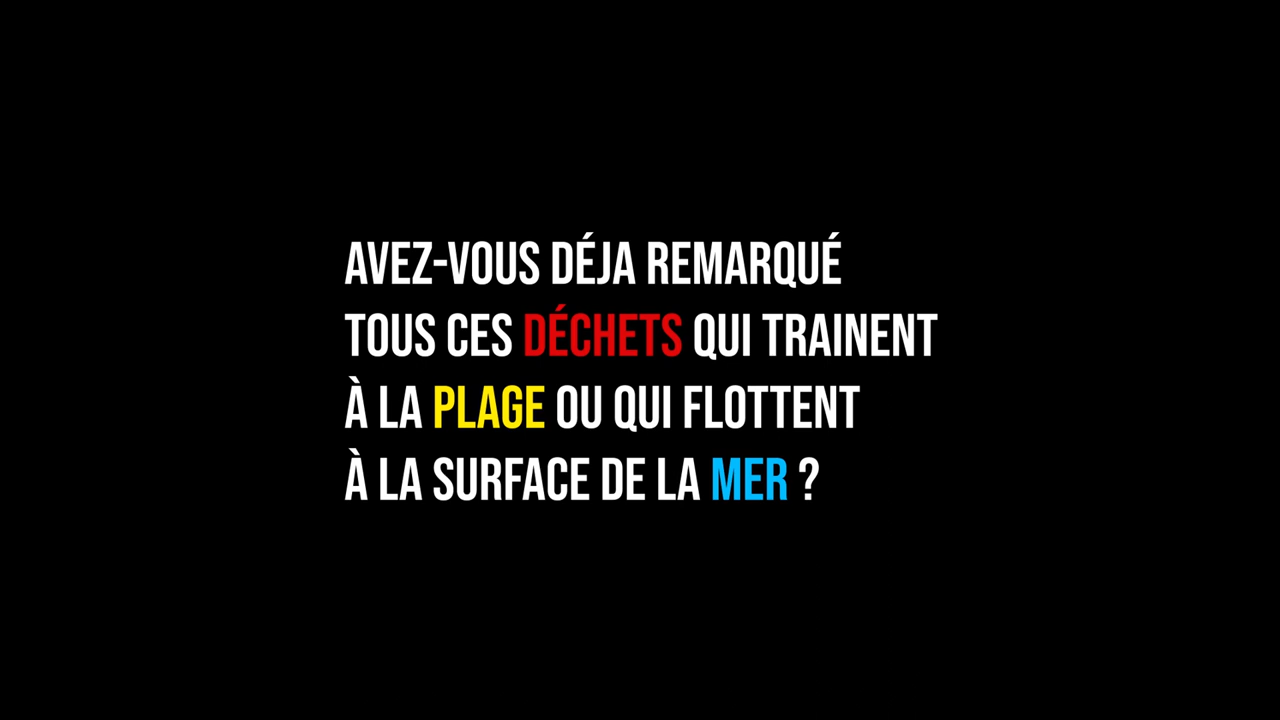 AVEZ-VOUS DÉJA REMARQUÉ
TOUS CES DÉCHETS QUI TRAINENT
À LA PLAGE OU QUI FLOTTENT
À LA SURFACE DE LA MER ?